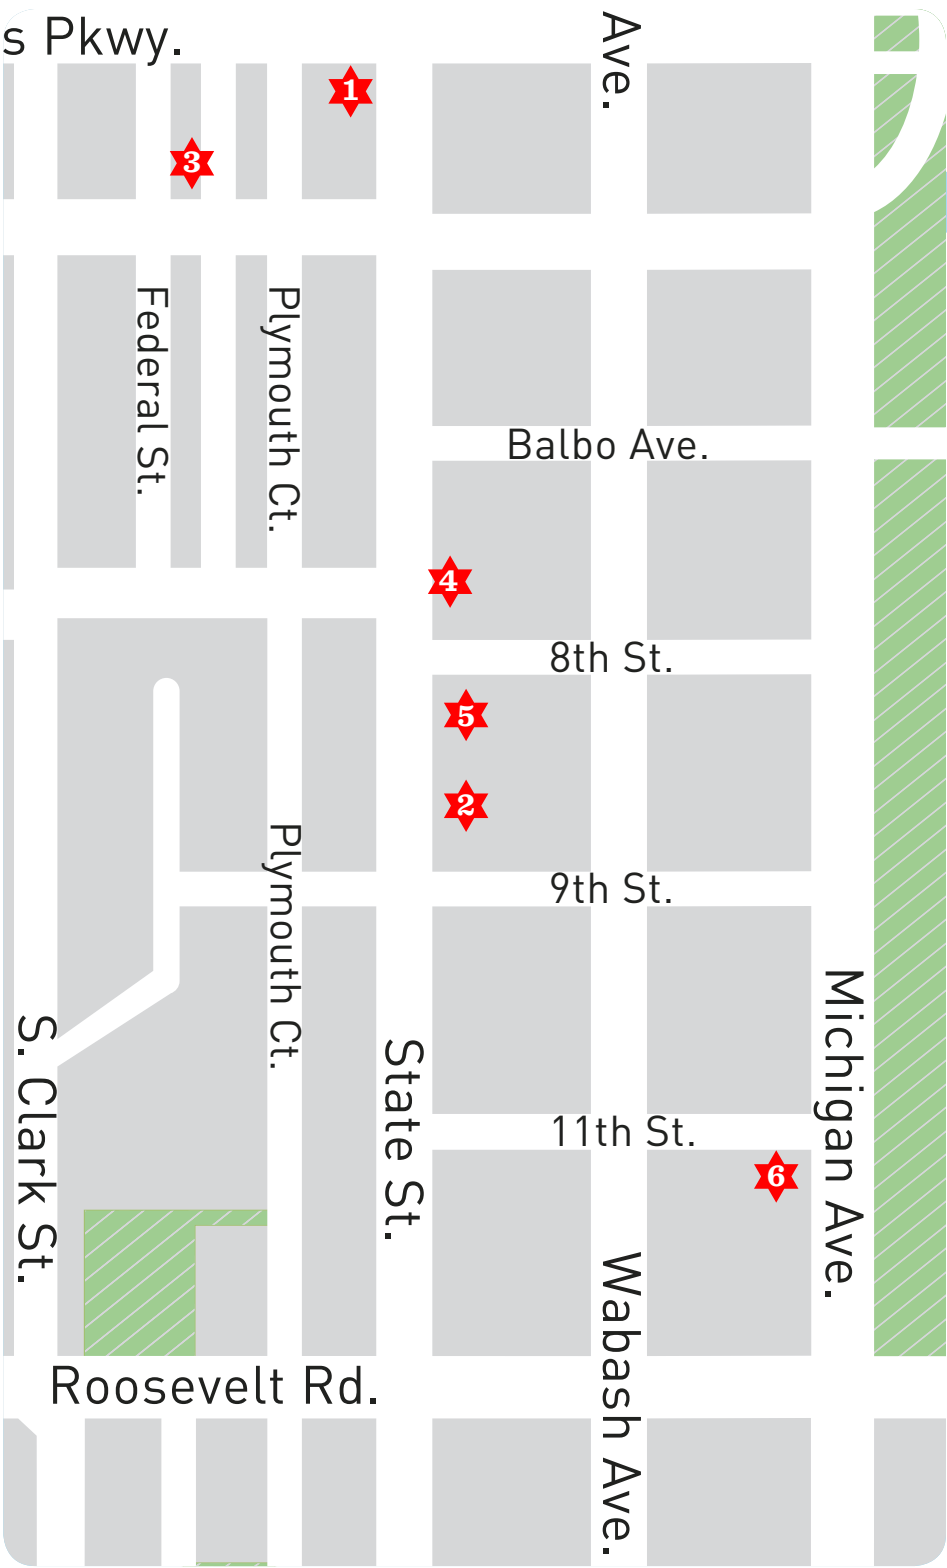 s Pkwy.
Ave.
1
3
Federal St.
Plymouth Ct.
Balbo Ave.
4
8th St.
5
2
Plymouth Ct.
9th St.
S. Clark St.
State St.
Michigan Ave.
11th St.
6
Wabash Ave.
Roosevelt Rd.